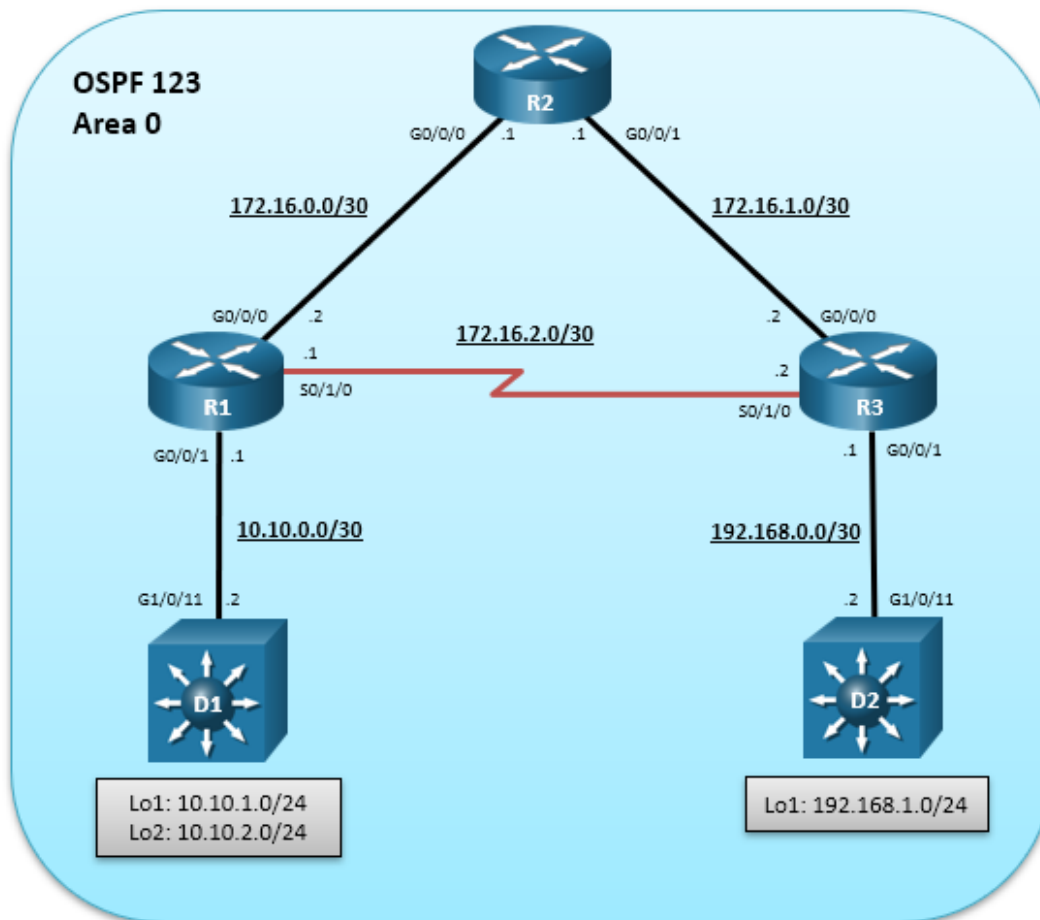 OSPF 123
Area 0
R2
G0/0/0
.1
.1
G0/0/1
172.16.0.0/30
172.16.1.0/30
G0/0/0
.2
.2
G0/0/0
172.16.2.0/30
.1
.2
S0/1/0
S0/1/0
R1
R3
G0/0/1
.1
.1
G0/0/1
10.10.0.0/30
192.168.0.0/30
G1/0/11
.2
.2
G1/0/11
D1
D2
Lo1: 10.10.1.0/24
Lo2: 10.10.2.0/24
Lo1: 192.168.1.0/24